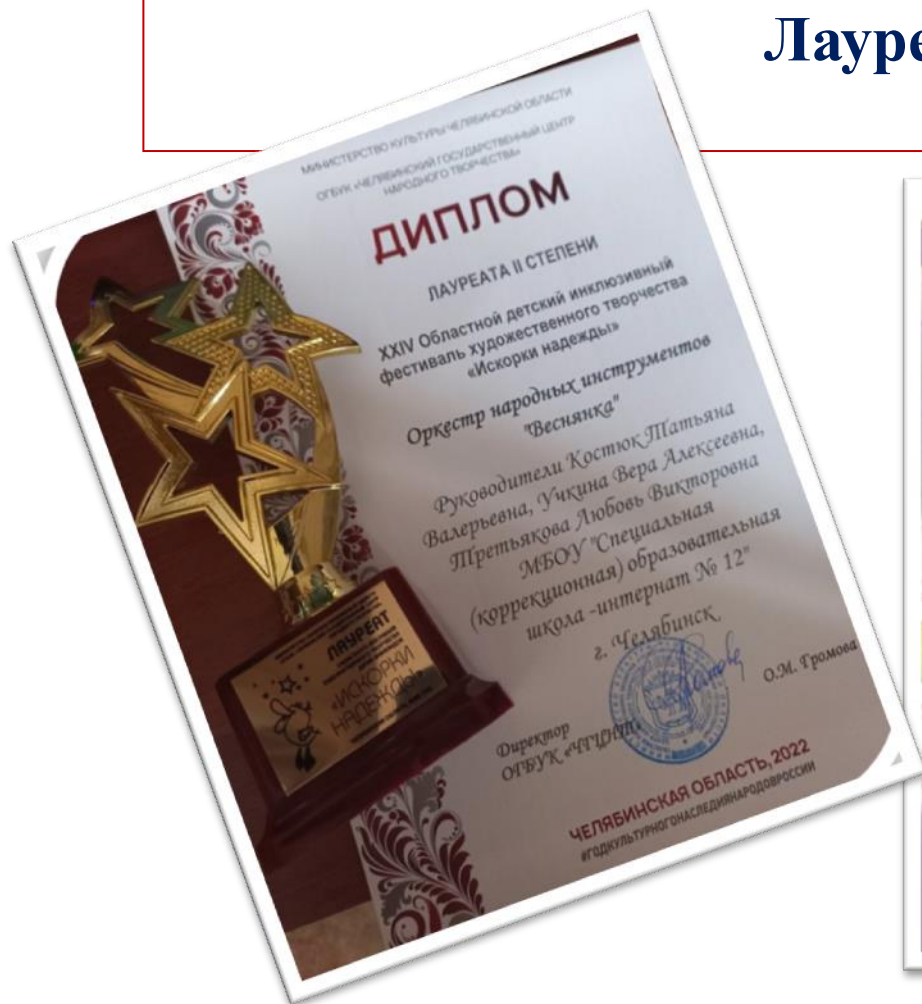 Лауре
МИНИСТЕРСТВО КУЛЬТУРЫ ЧЕЛЯБИНСКОЙ ОБЛАСТИ
ОГБУК «ЧЕЛЯБИНСКИЙ ГОСУДАРСТВЕННЫЙ ЦЕНТР
НАРОДНОГО ТВОРЧЕСТВА»
ДИПЛОМ
ЛАУРЕАТА II СТЕПЕНИ
XXIV Областной детский инклюзивный
фестиваль художественного творчества
«Искорки надежды»
Оркестр народных инструментов
"Веснянка"
Руководители Костюк Татьяна
Валерьевна, Учкина Вера Алексеевна,
Третьякова Любовь Викторовна
МБОУ "Специальная
(коррекционная) образовательная
школа -интернат № 12"
г. Челябинск
Директор
ОГБУК «ЧГЦНТ»
О.М. Громова
ЧЕЛЯБИНСКАЯ ОБЛАСТЬ, 2022
#ГОДКУЛЬТУРНОГОНАСЛЕДИЯНАРОДОВРОССИИ
ЛАУРЕАТ
«ИСКОРКИ
НАДЕЖДЫ»